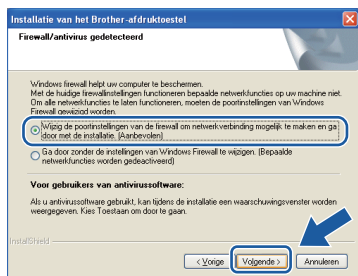 Installatie van het Brother-afdruktoestel
Firewall/antivirus gedetecteerd
Windows firewall helpt uw computer te beschermen.
Met de huidige firewallinstellingen functioneren bepaalde netwerkfuncties op uw machine niet.
Om alle netwerkfuncties te laten functioneren, moeten de poortinstellingen van Windows
Firewall gewijzigd worden.
Wijzig de poortinstellingen van de firewall om netwerkverbinding mogelijk te maken en ga
door met de installatie. (Aanbevolen)
Ga door zonder de instellingen van Windows Firewall te wijzigen. (Bepaalde
netwerkfuncties worden gedeactiveerd)
Voor gebruikers van antivirussoftware:
Als u antivirussoftware gebruikt, kan tijdens de installatie een waarschuwingsvenster worden
weergegeven. Kies Toestaan om door te gaan.
InstallShield
< Vorige
Volgende >
Annuleren